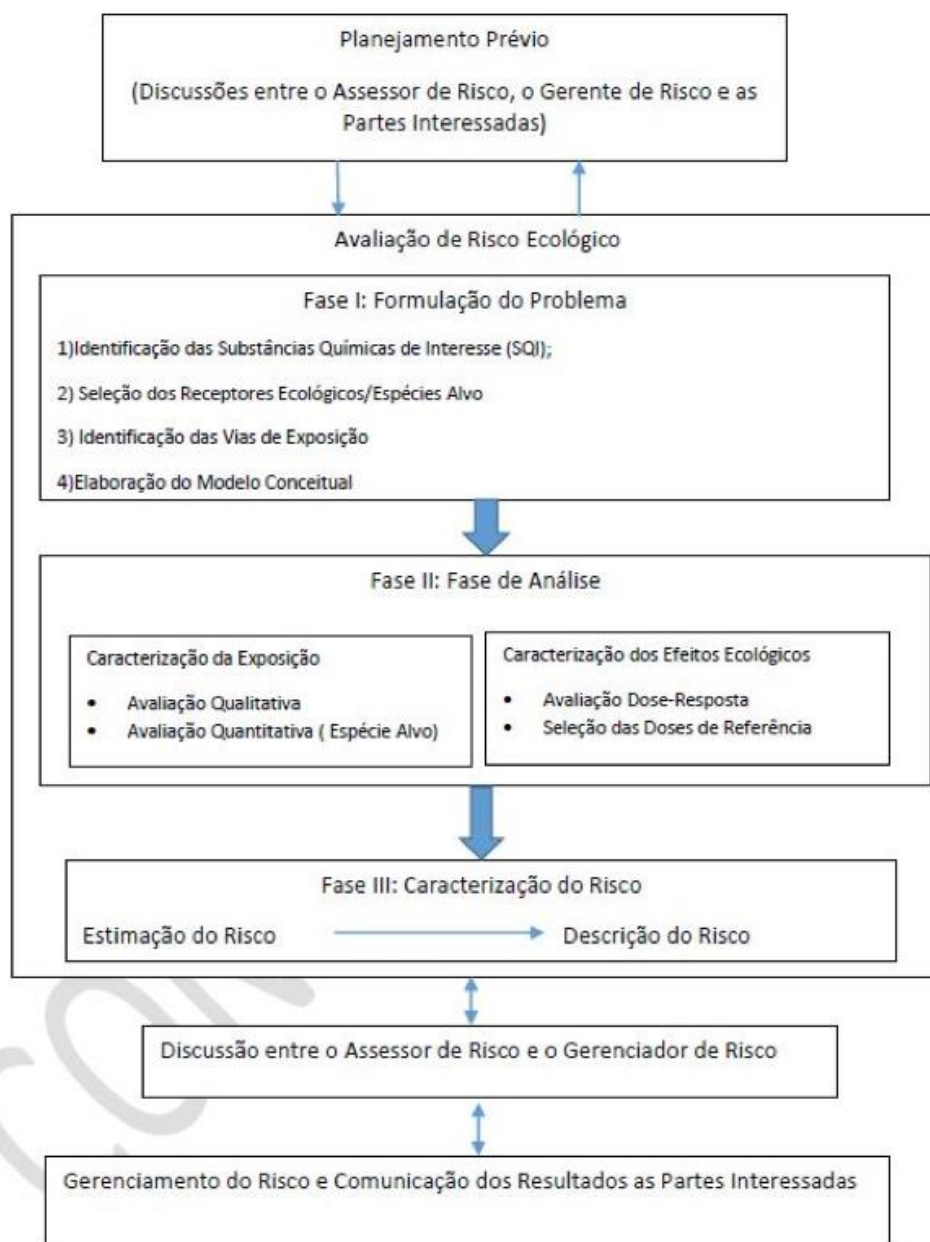 Planejamento Prévio
(Discussões entre o Assessor de Risco, o Gerente de Risco e as
Partes Interessadas)
Avaliação de Risco Ecológico
Fase I: Formulação do Problema
1)Identificação das Substâncias Químicas de Interesse (SQI);
2) Seleção dos Receptores Ecológicos/Espécies Alvo
3) Identificação das Vias de Exposição
4)Elaboração do Modelo Conceitual
Fase II: Fase de Análise
Caracterização da Exposição
• Avaliação Qualitativa
• Avaliação Quantitativa ( Espécie Alvo)
Caracterização dos Efeitos Ecológicos
• Avaliação Dose-Resposta
• Seleção das Doses de Referência
Fase III: Caracterização do Risco
Estimação do Risco
Descrição do Risco
Discussão entre o Assessor de Risco e o Gerenciador de Risco
Gerenciamento do Risco e Comunicação dos Resultados as Partes Interessadas